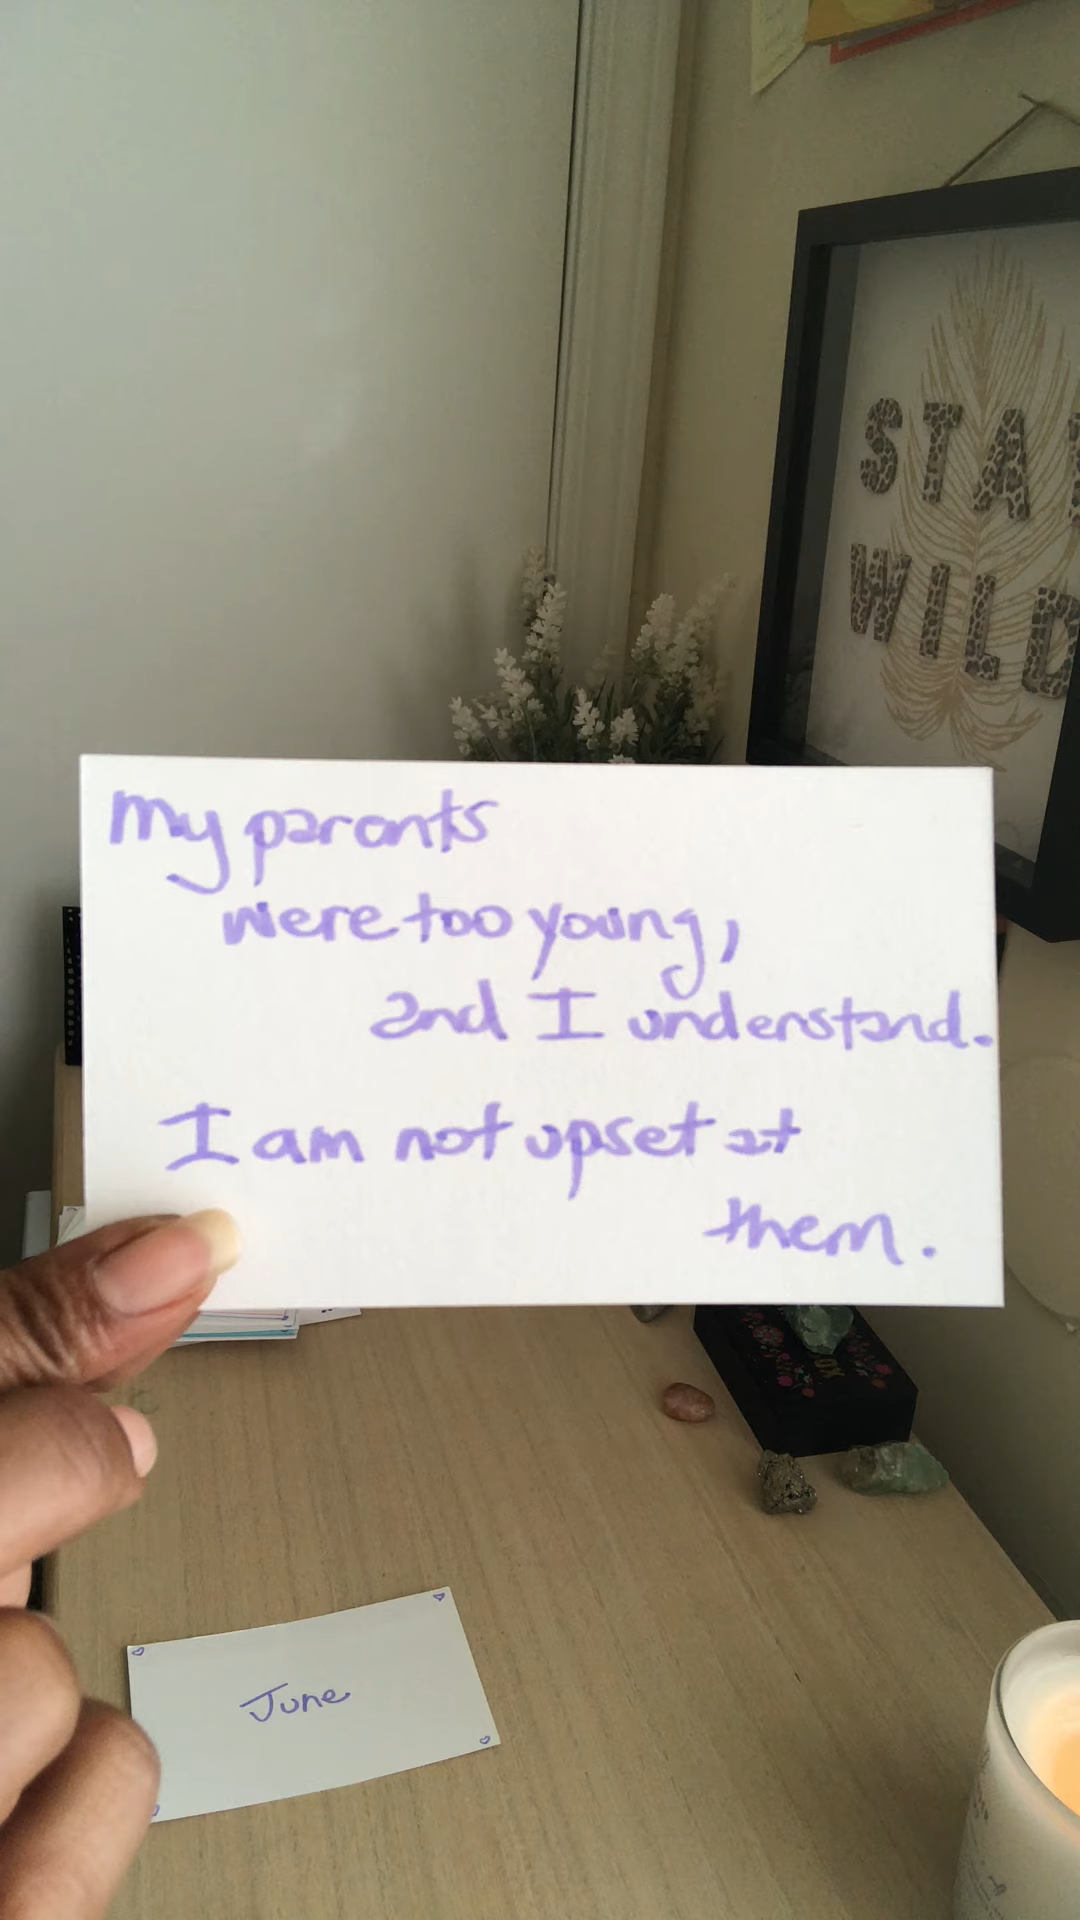 STAY
WILD
my parents
were too young,
and I understand.
I am not upset at
them.
June